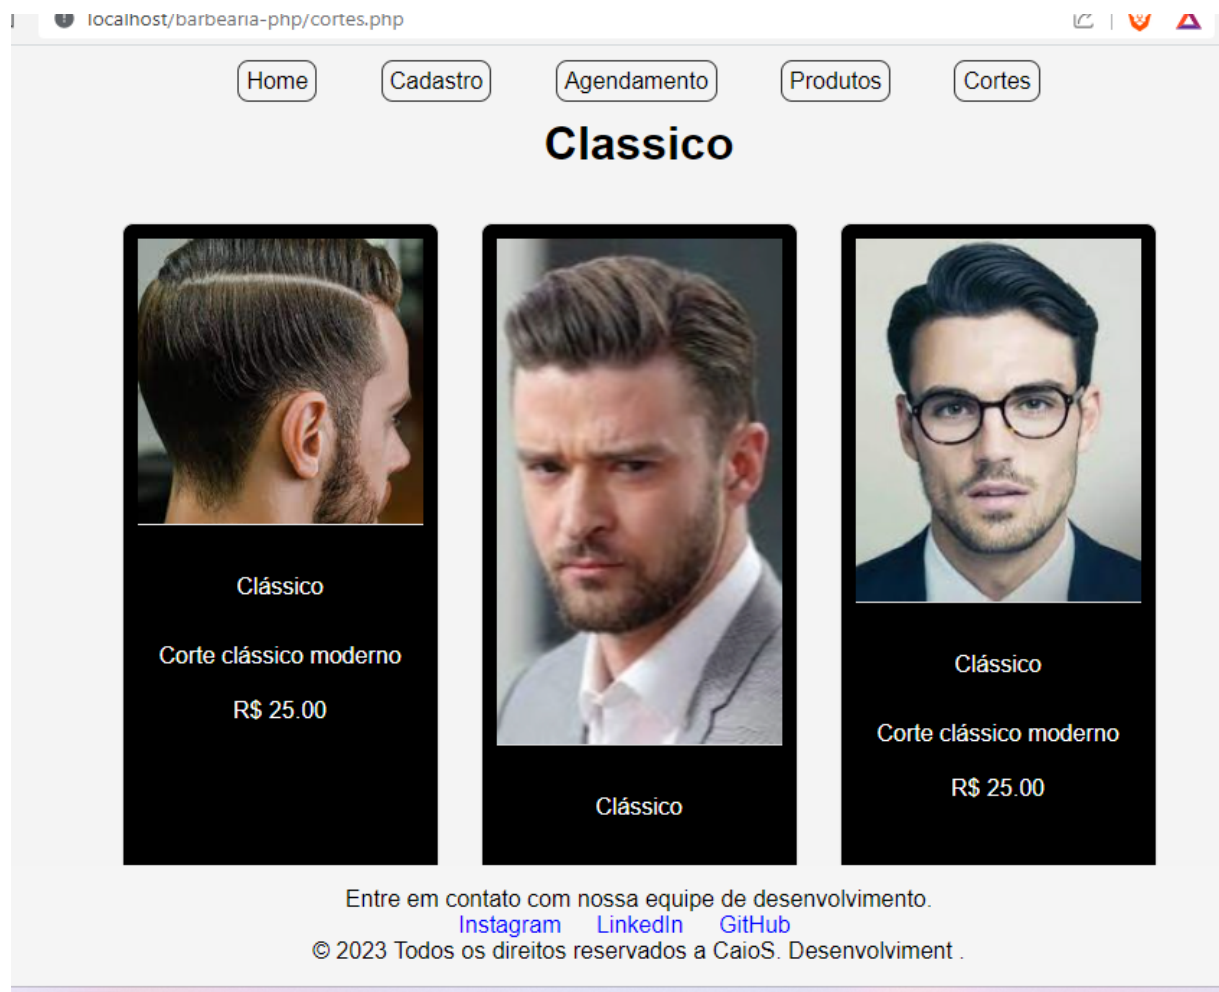 localhost/barbearia-php/cortes.php
Home Cadastro Agendamento Produtos Cortes
Classico
Clássico
Corte clássico moderno
R$ 25.00
Clássico
Clássico
Corte clássico moderno
R$ 25.00
Entre em contato com nossa equipe de desenvolvimento.
Instagram LinkedIn GitHub
© 2023 Todos os direitos reservados a CaioS. Desenvolviment .